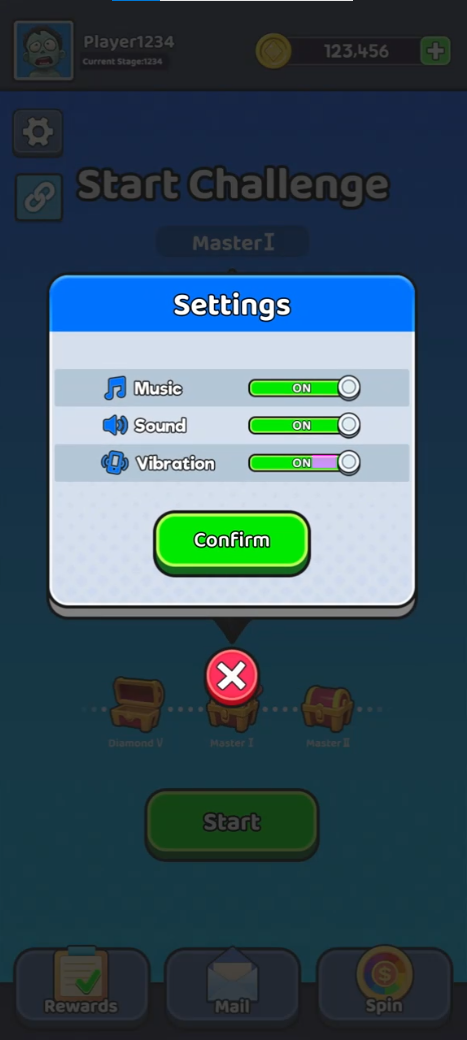 Player1234
Current Stage:1234
123,456
Start Challenge
Master I
Settings
Music ON
Sound ON
Vibration ON
Confirm
Diamond V Master I Master II
Start
Rewards Mail Spin